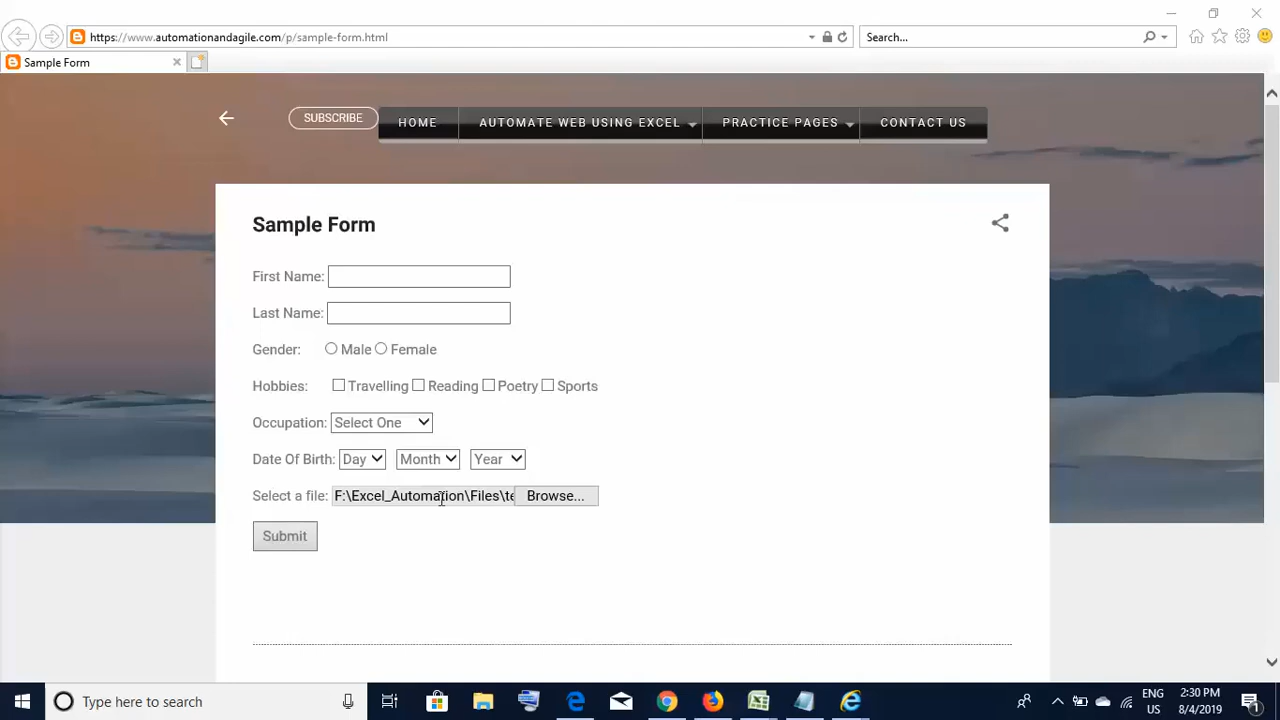 https://www.automationandagile.com/p/sample-form.html
Search...
Sample Form
SUBSCRIBE
HOME
AUTOMATE WEB USING EXCEL
PRACTICE PAGES
CONTACT US
Sample Form
First Name:
Last Name:
Gender: Male Female
Hobbies: Travelling Reading Poetry Sports
Occupation: Select One
Date Of Birth: Day Month Year
Select a file: F:\Excel_Automation\Files\te Browse...
Submit
Type here to search
ENG
US
2:30 PM
8/4/2019
1